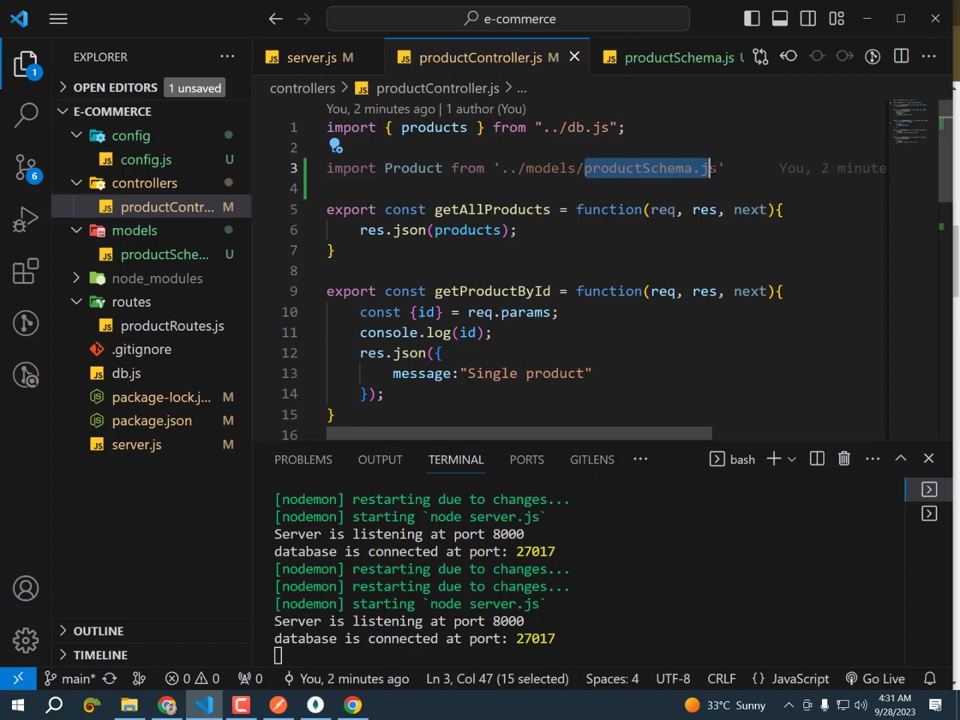 e-commerce
EXPLORER
server.js M
productController.js M
productSchema.js U
OPEN EDITORS 1 unsaved
controllers > productController.js > ...
E-COMMERCE
You, 2 minutes ago | 1 author (You)
config
1 import { products } from "../db.js";
config.js U
2
controllers
3 import Product from '../models/productSchema.js' You, 2 minute
productContr... M
4
models
5 export const getAllProducts = function(req, res, next){
6 res.json(products);
productSche... U
7 }
node_modules
8
routes
9 export const getProductById = function(req, res, next){
10 const {id} = req.params;
productRoutes.js
11 console.log(id);
.gitignore
12 res.json({
db.js
13 message:"Single product"
package-lock.j... M
14 });
package.json M
15 }
16
server.js M
PROBLEMS OUTPUT TERMINAL PORTS GITLENS ... bash
[nodemon] restarting due to changes...
[nodemon] starting `node server.js`
Server is listening at port 8000
database is connected at port: 27017
[nodemon] restarting due to changes...
[nodemon] restarting due to changes...
[nodemon] starting `node server.js`
Server is listening at port 8000
database is connected at port: 27017
1
6
OUTLINE
TIMELINE
main* 0 0 0 You, 2 minutes ago Ln 3, Col 47 (15 selected) Spaces: 4 UTF-8 CRLF { } JavaScript Go Live
33°C Sunny
4:31 AM
9/28/2023